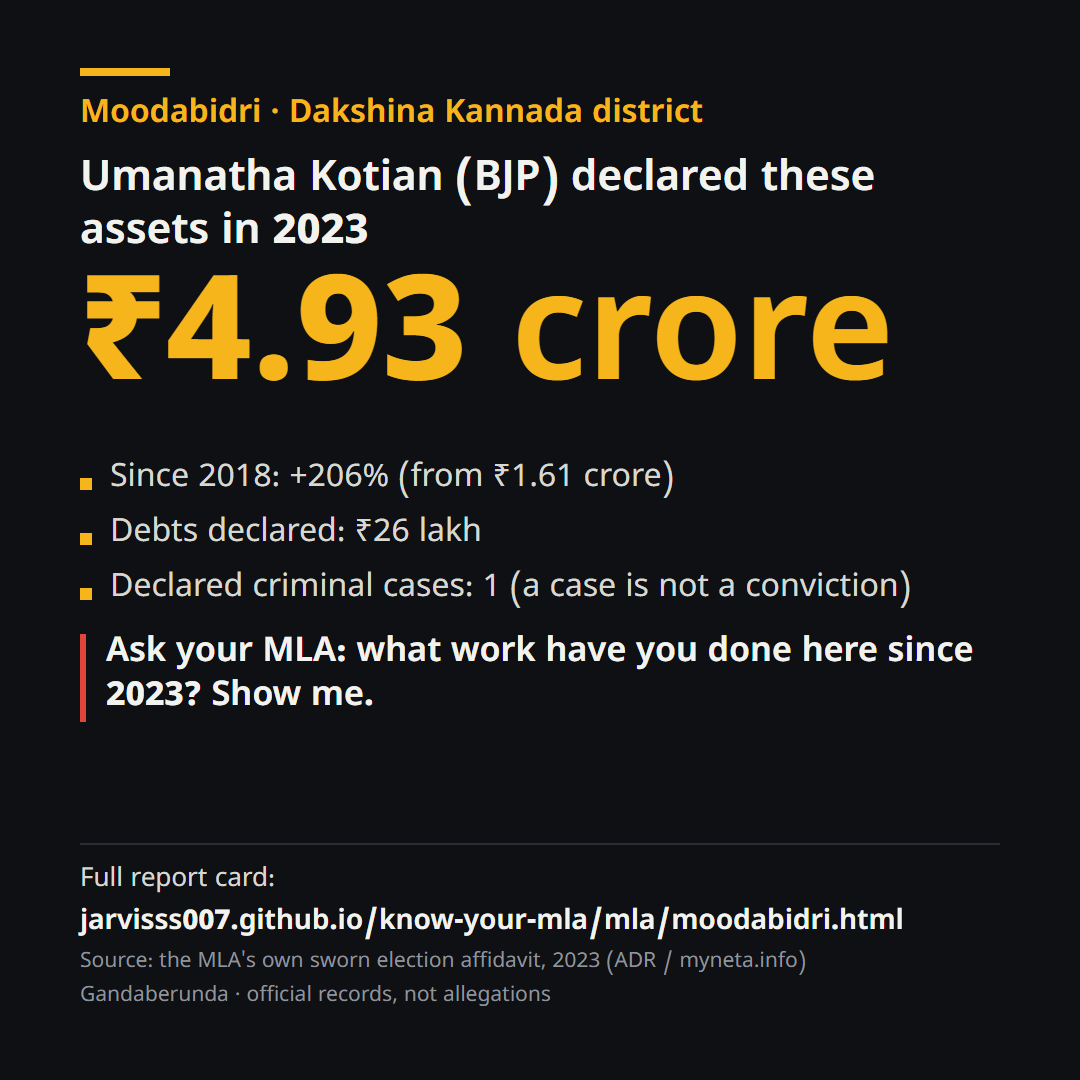 Moodabidri · Dakshina Kannada district
Umanatha Kotian (BJP) declared these
assets in 2023
₹4.93 crore
Since 2018: +206% (from ₹1.61 crore)
Debts declared: ₹26 lakh
Declared criminal cases: 1 (a case is not a conviction)
Ask your MLA: what work have you done here since
2023? Show me.
Full report card:
jarvisss007.github.io/know-your-mla/mla/moodabidri.html
Source: the MLA's own sworn election affidavit, 2023 (ADR / myneta.info)
Gandaberunda · official records, not allegations